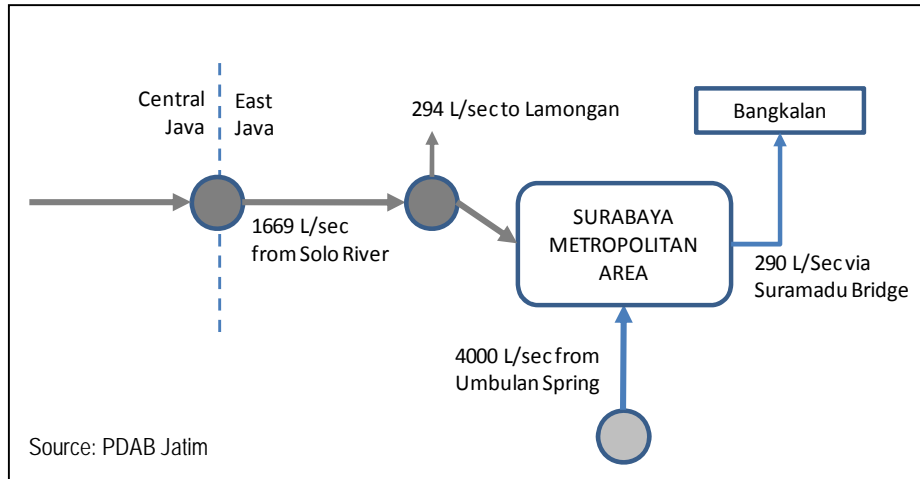 Central
Java
East
Java
294 L/sec to Lamongan
Bangkalan
1669 L/sec
from Solo River
SURABAYA
METROPOLITAN
AREA
290 L/Sec via
Suramadu Bridge
4000 L/sec from
Umbulan Spring
Source: PDAB Jatim